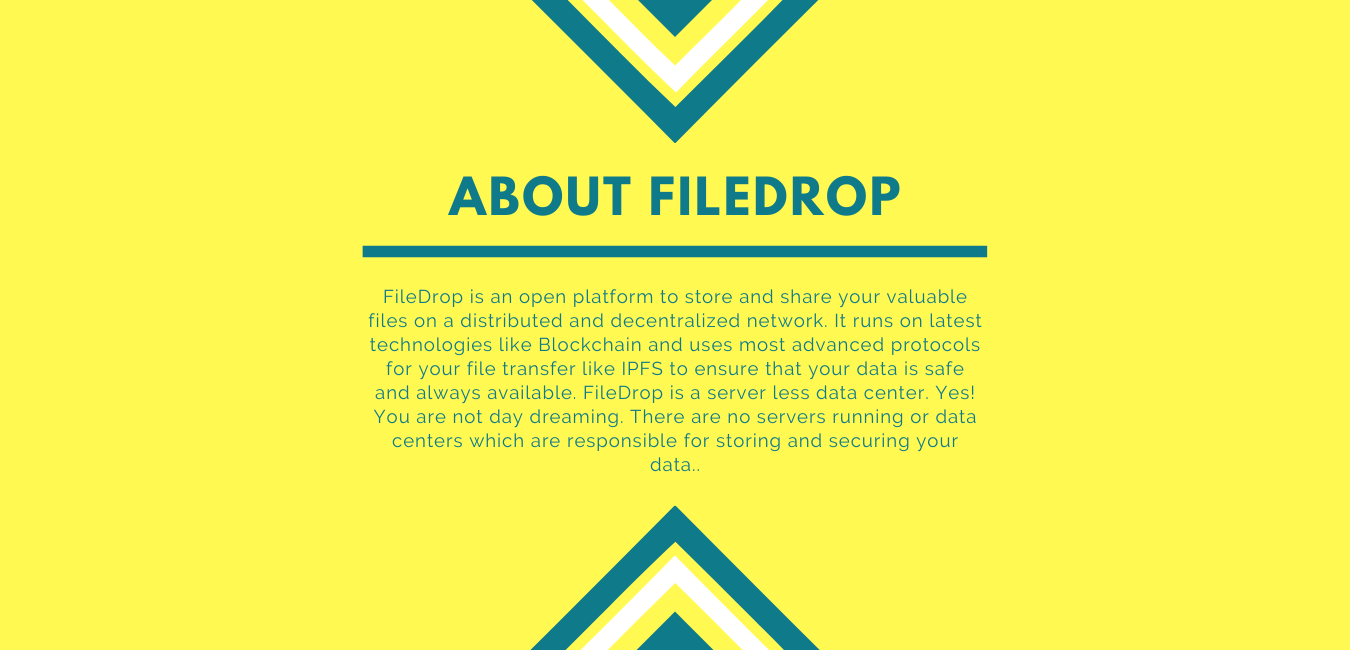 ABOUT FILEDROP
FileDrop is an open platform to store and share your valuable
files on a distributed and decentralized network. It runs on latest
technologies like Blockchain and uses most advanced protocols
for your file transfer like IPFS to ensure that your data is safe
and always available. FileDrop is a server less data center. Yes!
You are not day dreaming. There are no servers running or data
centers which are responsible for storing and securing your
data..